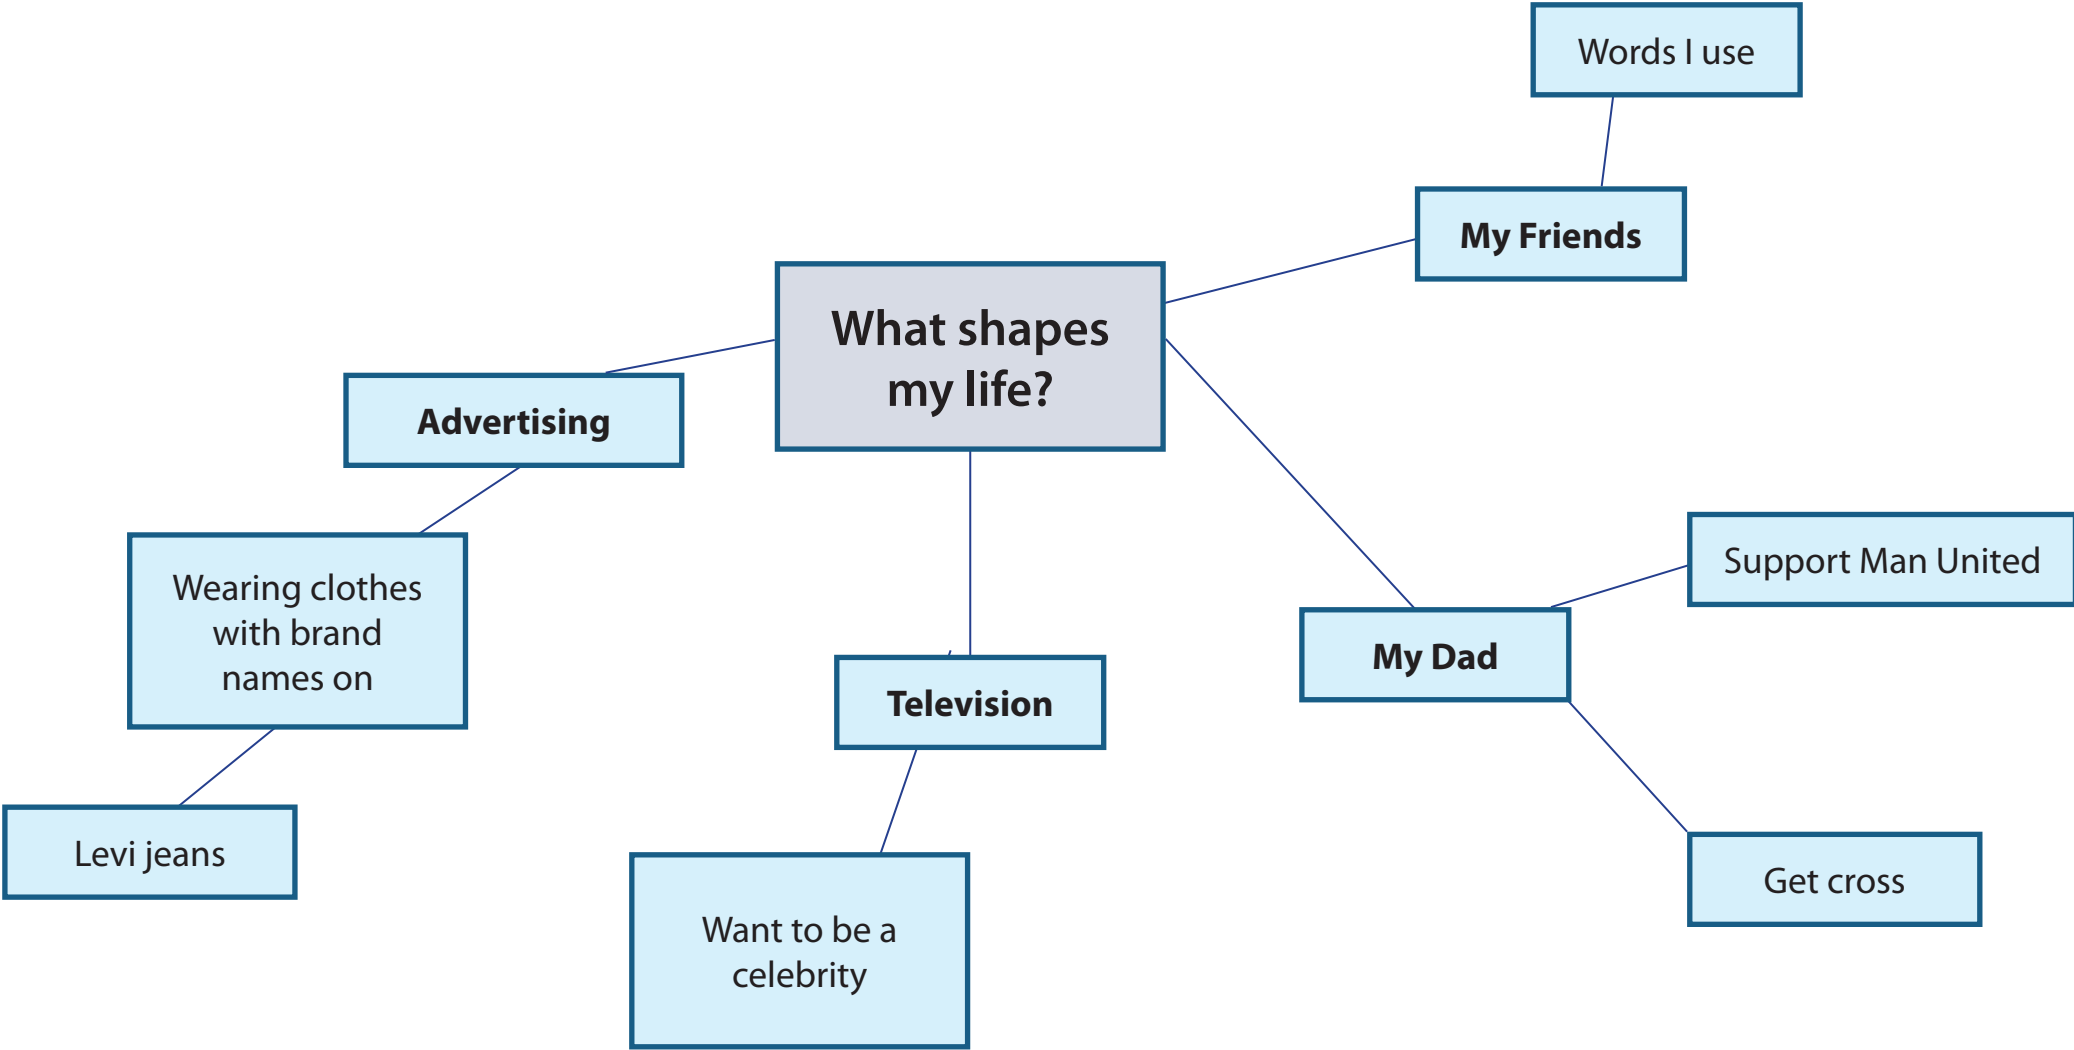 Words I use
My Friends
What shapes
my life?
Advertising
Support Man United
Wearing clothes
with brand
names on
My Dad
Television
Levi jeans
Get cross
Want to be a
celebrity